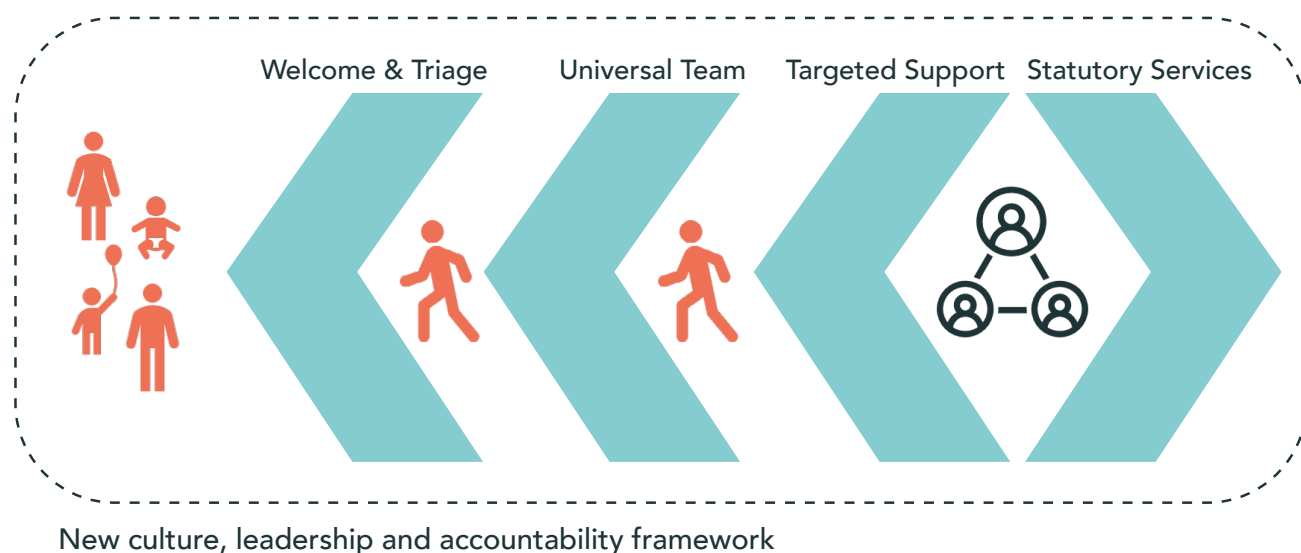 Welcome & Triage
Universal Team
Targeted Support
Statutory Services
New culture, leadership and accountability framework